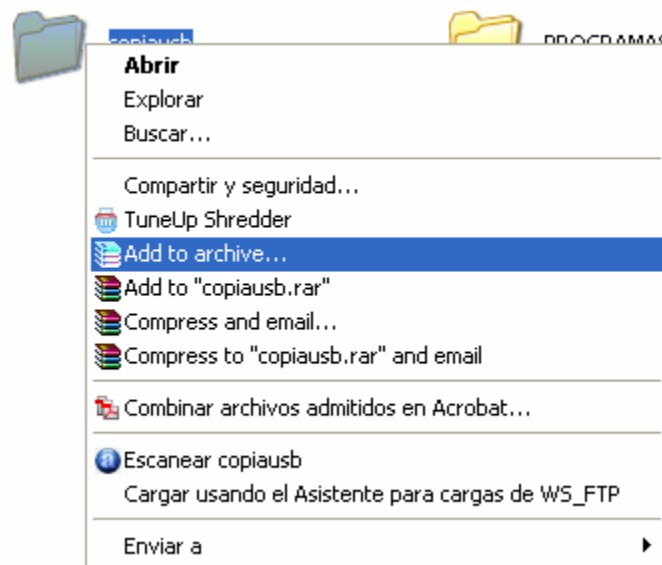 copiausb
PROGRAMAS
Abrir
Explorar
Buscar...
Compartir y seguridad...
TuneUp Shredder
Add to archive...
Add to "copiausb.rar"
Compress and email...
Compress to "copiausb.rar" and email
Combinar archivos admitidos en Acrobat...
Escanear copiausb
Cargar usando el Asistente para cargas de WS_FTP
Enviar a